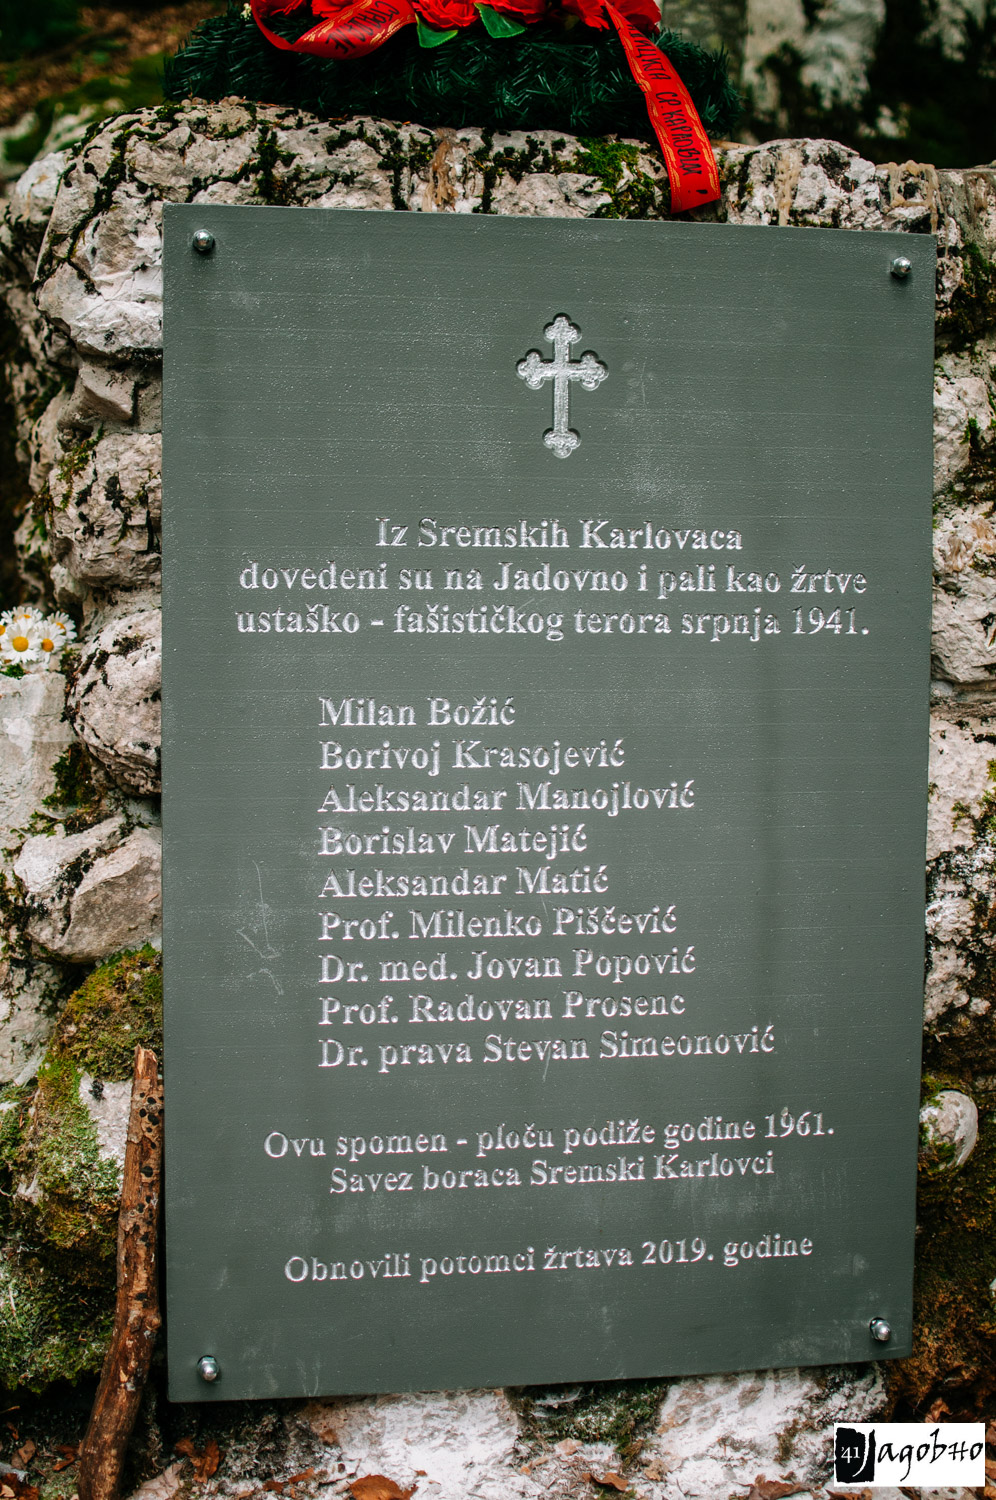 СР. КАРЛОВЦИ
Iz Sremskih Karlovaca
dovedeni su na Jadovno i pali kao žrtve
ustaško - fašističkog terora srpnja 1941.
Milan Božić
Borivoj Krasojević
Aleksandar Manojlović
Borislav Matejić
Aleksandar Matić
Prof. Milenko Piščević
Dr. med. Jovan Popović
Prof. Radovan Prosenc
Dr. prava Stevan Simeonović
Ovu spomen - ploču podiže godine 1961.
Savez boraca Sremski Karlovci
Obnovili potomci žrtava 2019. godine
41 Јадовно